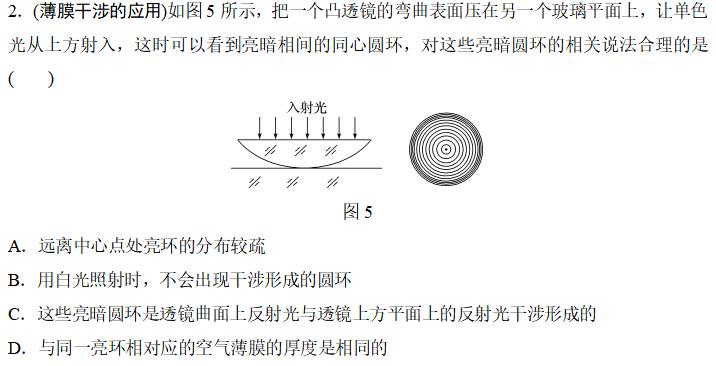 2．(薄膜干涉的应用)如图 5 所示，把一个凸透镜的弯曲表面压在另一个玻璃平面上，让单色
光从上方射入，这时可以看到亮暗相间的同心圆环，对这些亮暗圆环的相关说法合理的是
(　　)
入射光
图 5
A．远离中心点处亮环的分布较疏
B．用白光照射时，不会出现干涉形成的圆环
C．这些亮暗圆环是透镜曲面上反射光与透镜上方平面上的反射光干涉形成的
D．与同一亮环相对应的空气薄膜的厚度是相同的